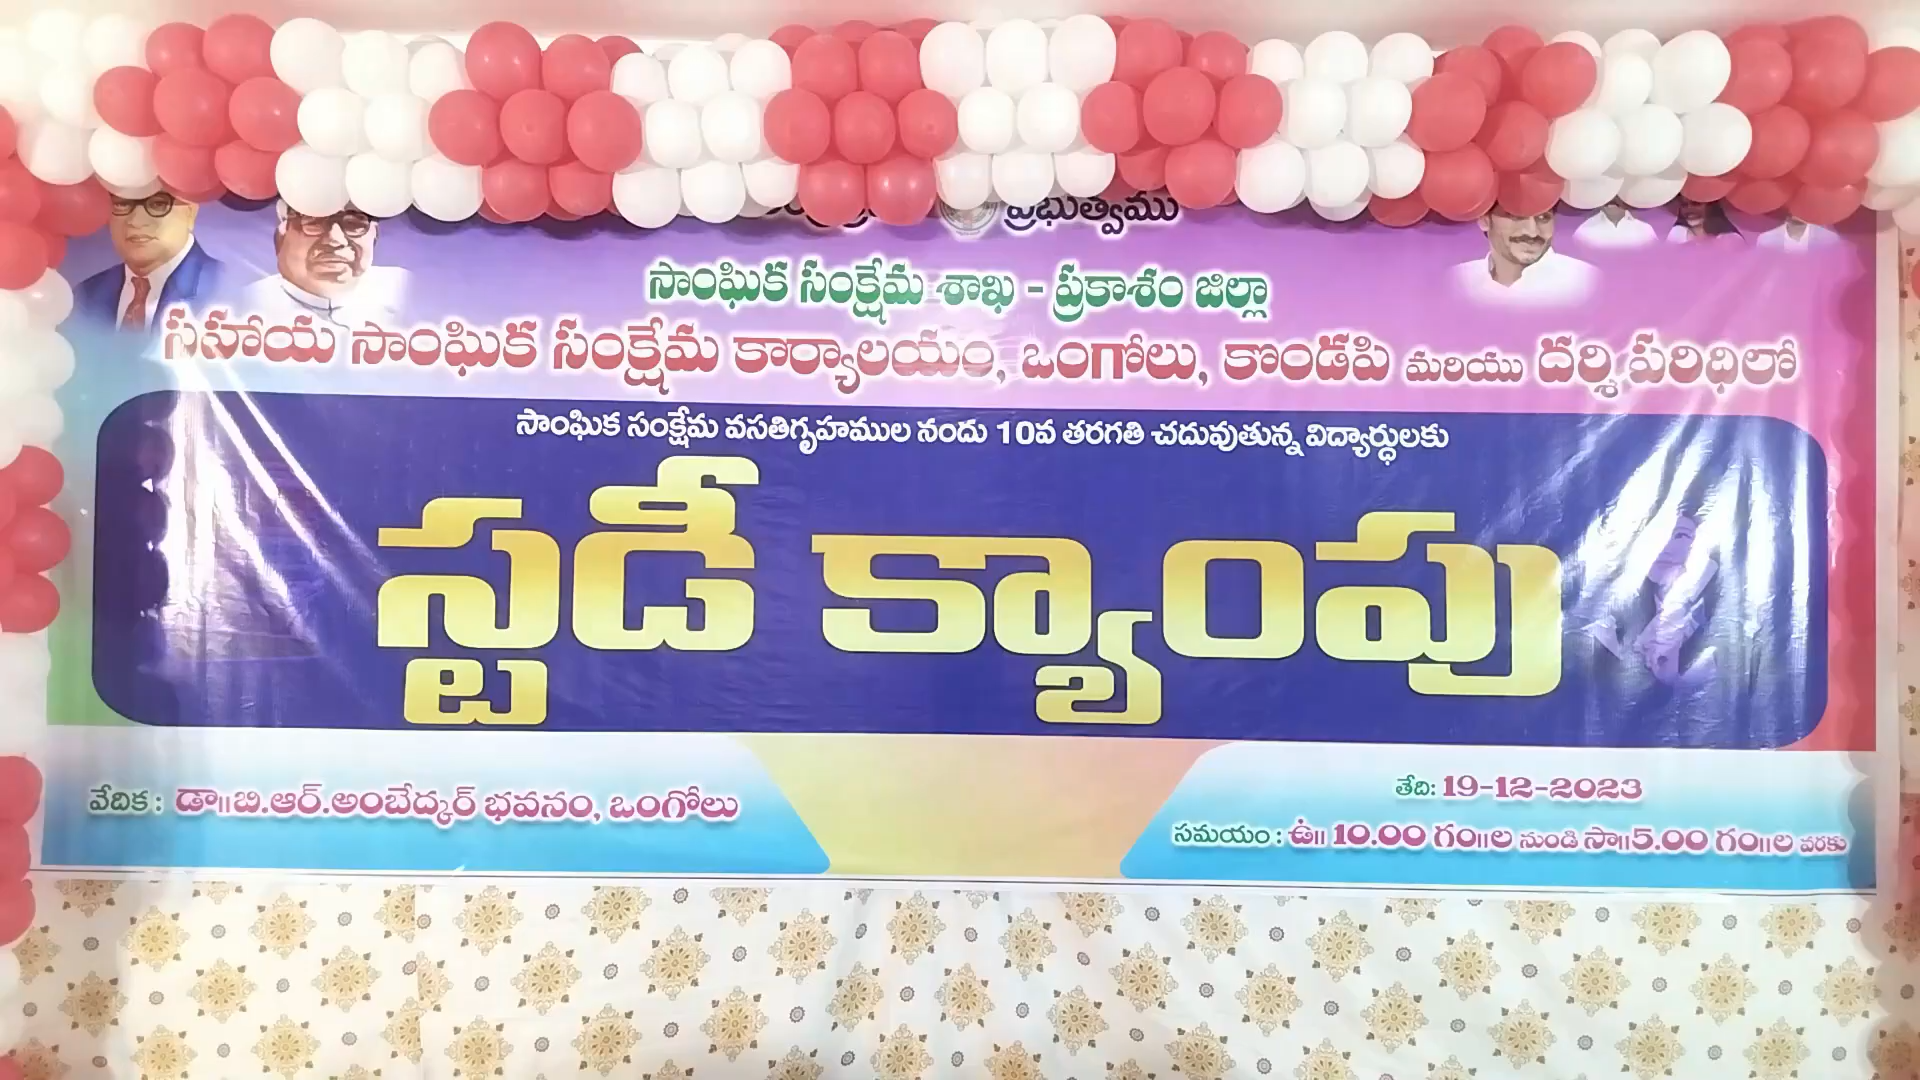 ప్రభుత్వము
సాంఘిక సంక్షేమ శాఖ - ప్రకాశం జిల్లా
సహాయ సాంఘిక సంక్షేమ కార్యాలయం, ఒంగోలు, కొండపి మరియు దర్శి పరిధిలో
సాంఘిక సంక్షేమ వసతిగృహముల నందు 10వ తరగతి చదువుతున్న విద్యార్ధులకు
స్టడీ క్యాంపు
వేదిక : డా॥బి.ఆర్.అంబేద్కర్ భవనం, ఒంగోలు
తేది: 19-12-2023
సమయం : ఉ॥ 10.00 గం॥ల నుండి సా॥5.00 గం॥ల వరకు